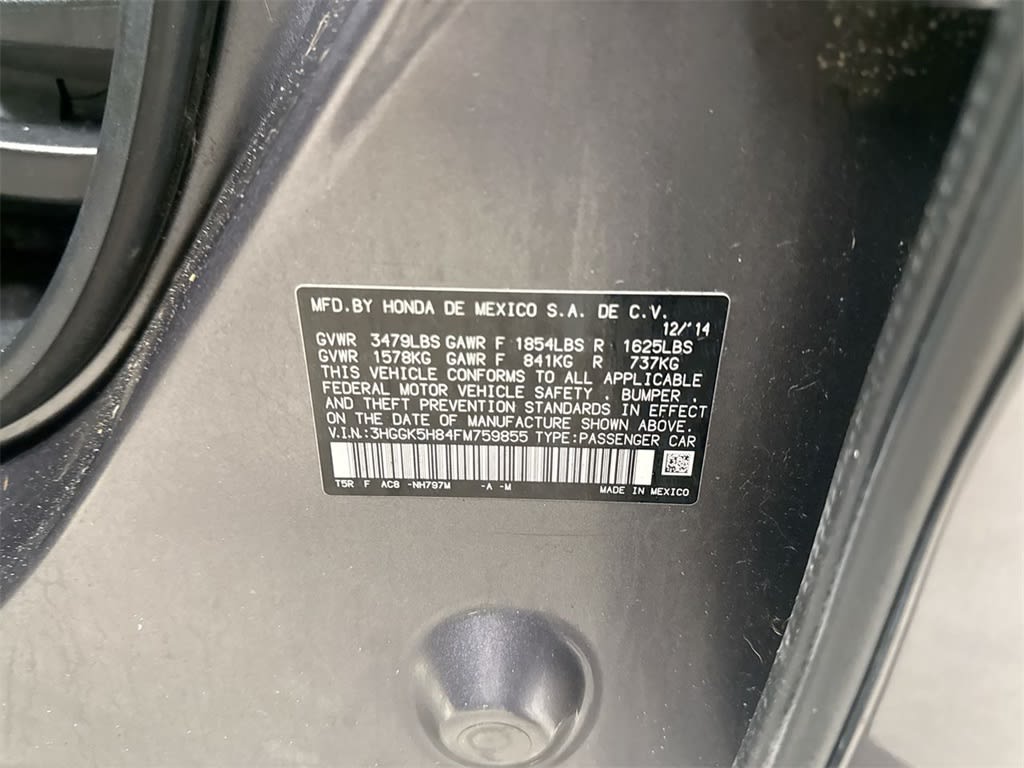 MFD.BY HONDA DE MEXICO S.A. DE C.V.
12/'14
GVWR 3479LBS GAWR F 1854LBS R 1625LBS
GVWR 1578KG GAWR F 841KG R 737KG
THIS VEHICLE CONFORMS TO ALL APPLICABLE
FEDERAL MOTOR VEHICLE SAFETY , BUMPER ,
AND THEFT PREVENTION STANDARDS IN EFFECT
ON THE DATE OF MANUFACTURE SHOWN ABOVE.
V.I.N.:3HGGK5H84FM759855 TYPE:PASSENGER CAR
T5R F AC8 -NH797M -A -M MADE IN MEXICO